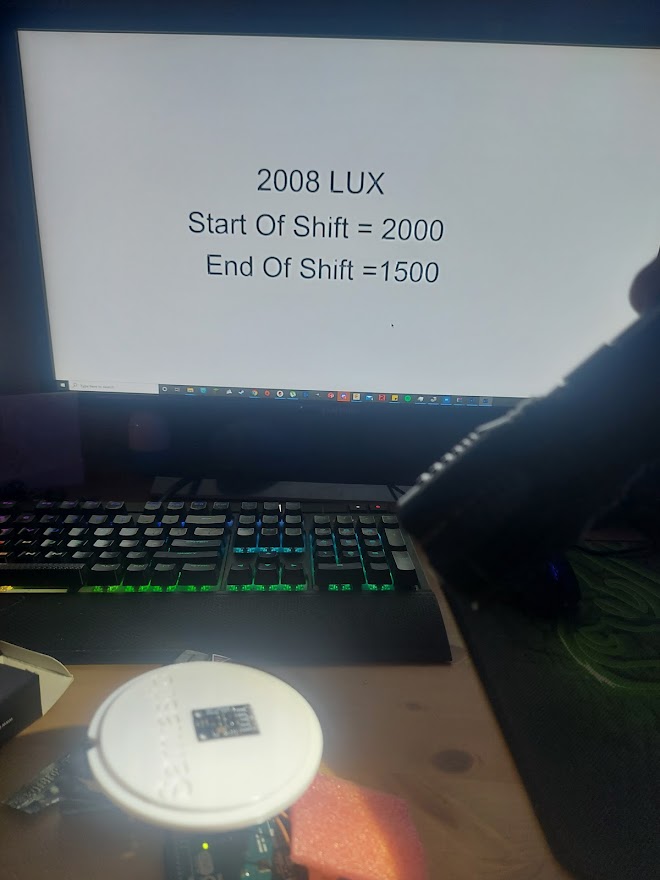 2008 LUX
Start Of Shift = 2000
End Of Shift =1500